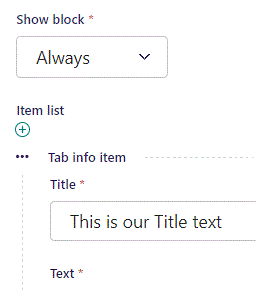 Show block *
Always
Item list
Tab info item
Title *
This is our Title text
Text *